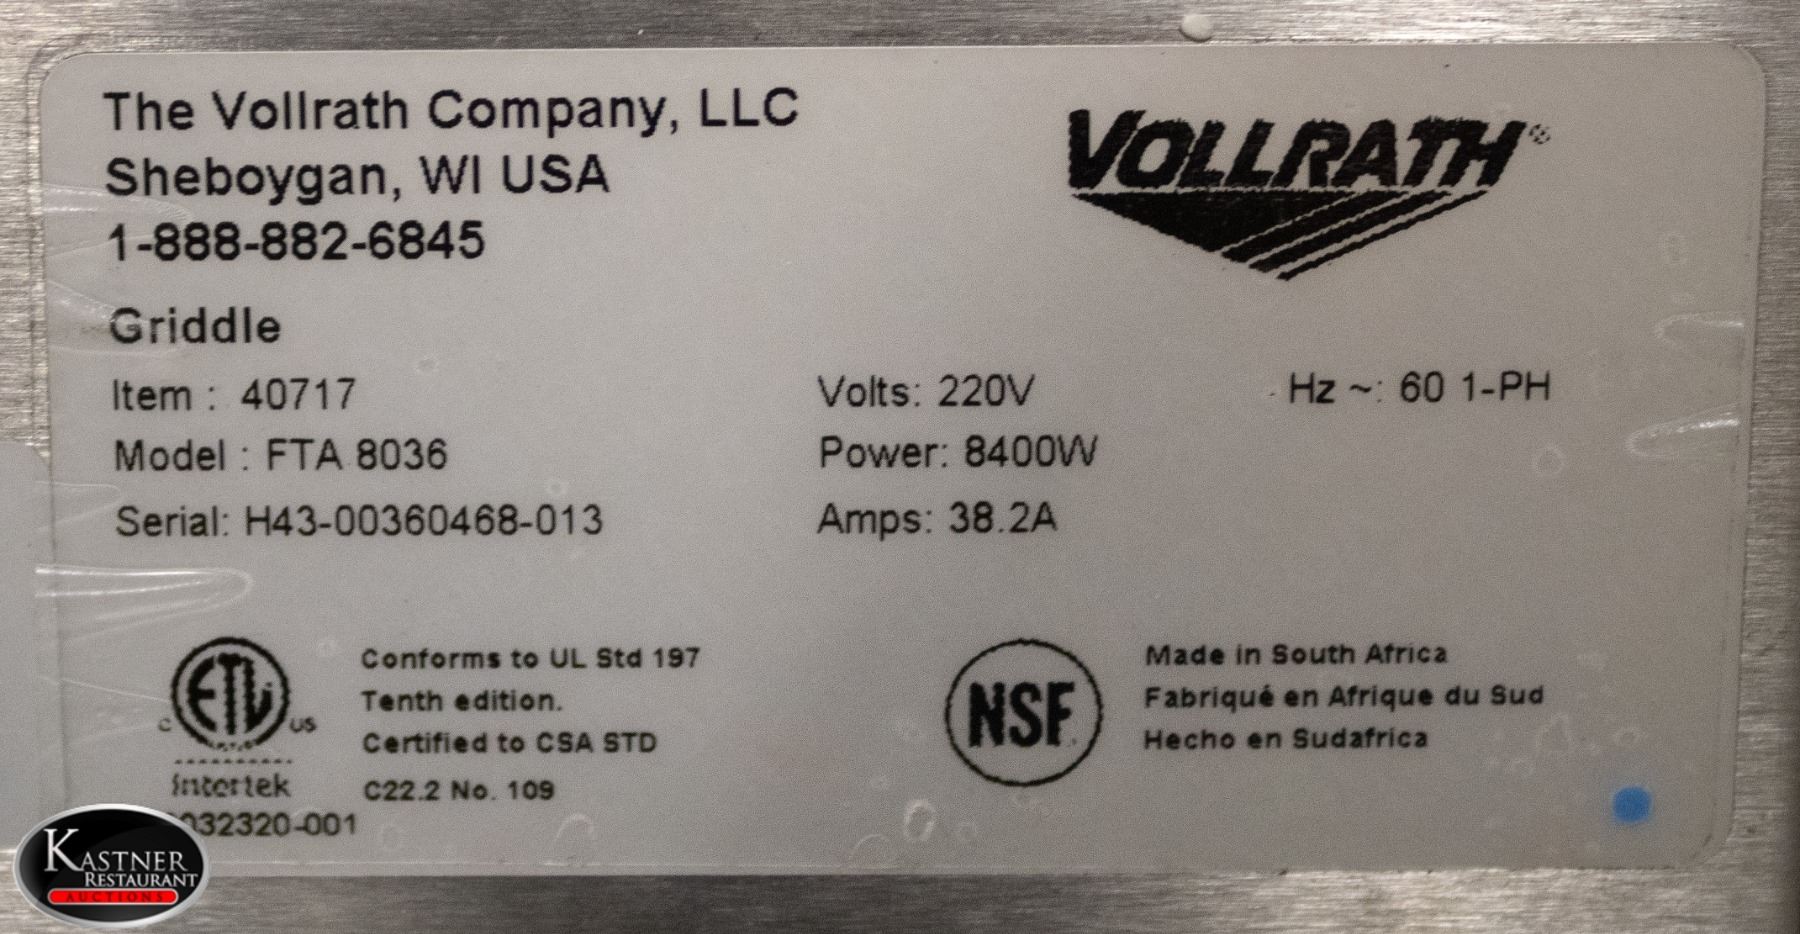 The Vollrath Company, LLC
Sheboygan, WI USA
1-888-882-6845
VOLLRATH®
Griddle
Item : 40717
Volts: 220V
Hz ~: 60 1-PH
Model : FTA 8036
Power: 8400W
Serial: H43-00360468-013
Amps: 38.2A
ETL
C
US
Intertek
032320-001
Conforms to UL Std 197
Tenth edition.
Certified to CSA STD
C22.2 No. 109
NSF
Made in South Africa
Fabriqué en Afrique du Sud
Hecho en Sudafrica
KASTNER
RESTAURANT
AUCTIONS